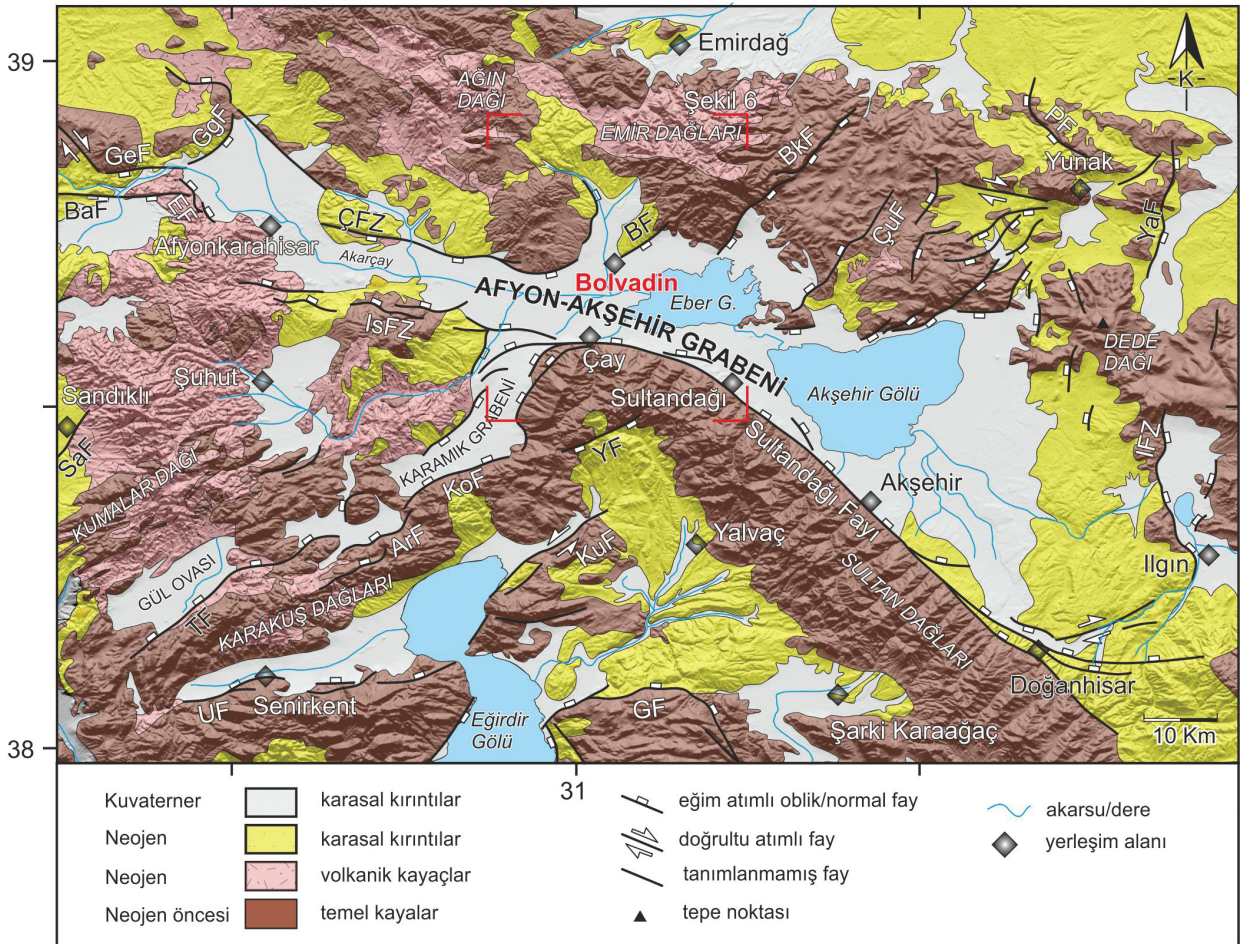 39
38
31
-K-
10 Km
Emirdağ
AĞIN
DAĞI
Şekil 6
EMİR DAĞLARI
BkF
PF
Yunak
GgF
GeF
EF
BaF
Afyonkarahisar
ÇFZ
Akarçay
BF
Bolvadin
ÇuF
YaF
AFYON-AKŞEHİR GRABENİ
Eber G.
IsFZ
Çay
DEDE
DAĞI
Şuhut
Sandıklı
SaF
Sultandağı
Akşehir Gölü
KARAMIK GRABENİ
KUMALAR DAĞI
KoF
YF
Sultandağı Fayı
IFZ
Akşehir
ArF
KuF
Yalvaç
Ilgın
GÜL OVASI
TF
KARAKUŞ DAĞLARI
SULTAN DAĞLARI
UF
Senirkent
Eğirdir
Gölü
GF
Doğanhisar
Şarki Karaağaç
Kuvaterner karasal kırıntılar
Neojen karasal kırıntılar
Neojen volkanik kayaçlar
Neojen öncesi temel kayalar
eğim atımlı oblik/normal fay
doğrultu atımlı fay
tanımlanmamış fay
tepe noktası
akarsu/dere
yerleşim alanı